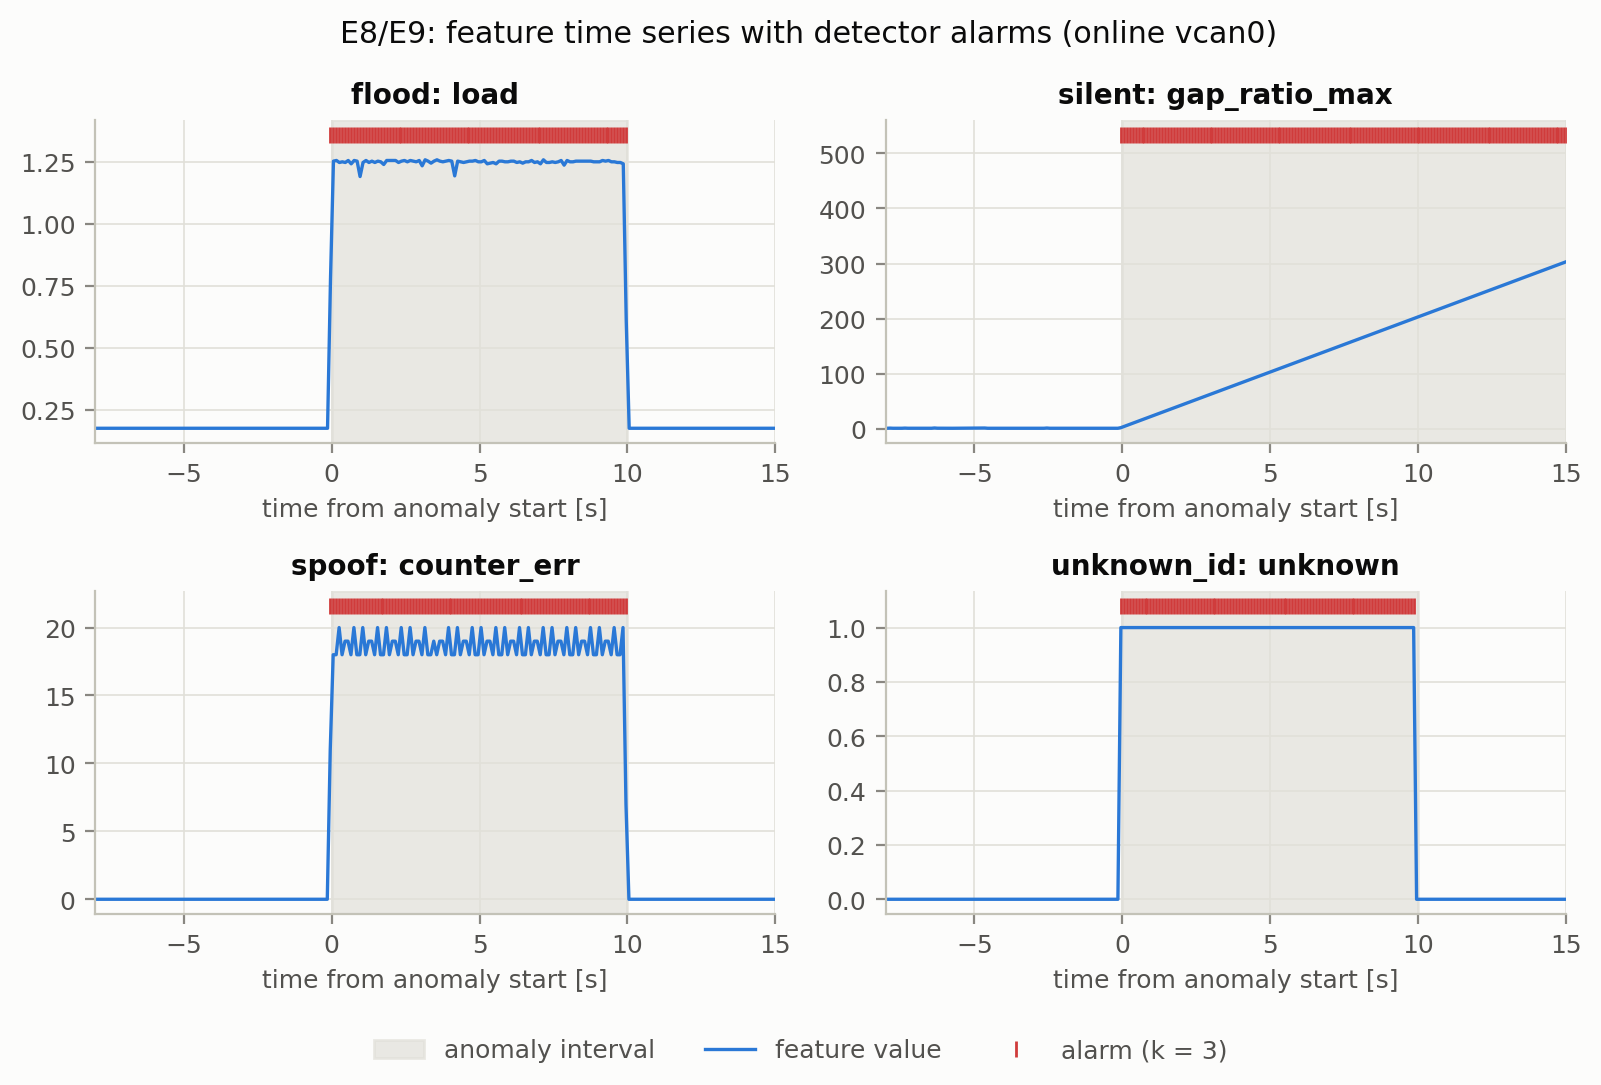 E8/E9: feature time series with detector alarms (online vcan0)
flood: load
1.25
1.00
0.75
0.50
0.25
−5 0 5 10 15
time from anomaly start [s]
silent: gap_ratio_max
500
400
300
200
100
0
−5 0 5 10 15
time from anomaly start [s]
spoof: counter_err
20
15
10
5
0
−5 0 5 10 15
time from anomaly start [s]
unknown_id: unknown
1.0
0.8
0.6
0.4
0.2
0.0
−5 0 5 10 15
time from anomaly start [s]
anomaly interval feature value alarm (k = 3)